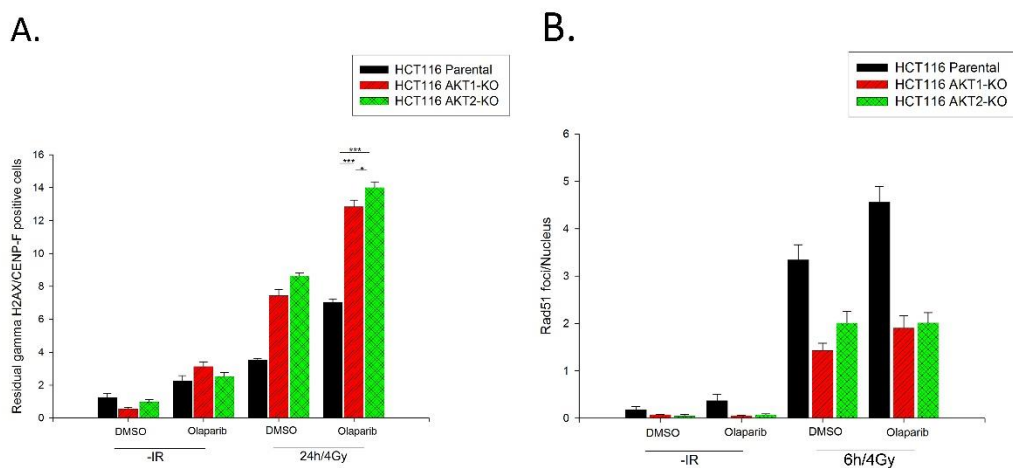 A.
HCT116 Parental
HCT116 AKT1-KO
HCT116 AKT2-KO
Residual gamma H2AX/CENP-F positive cells
16
14
12
10
8
6
4
2
0
***
***
*
DMSO
Olaparib
DMSO
Olaparib
-IR
24h/4Gy
B.
HCT116 Parental
HCT116 AKT1-KO
HCT116 AKT2-KO
Rad51 foci/Nucleus
6
5
4
3
2
1
0
DMSO
Olaparib
DMSO
Olaparib
-IR
6h/4Gy